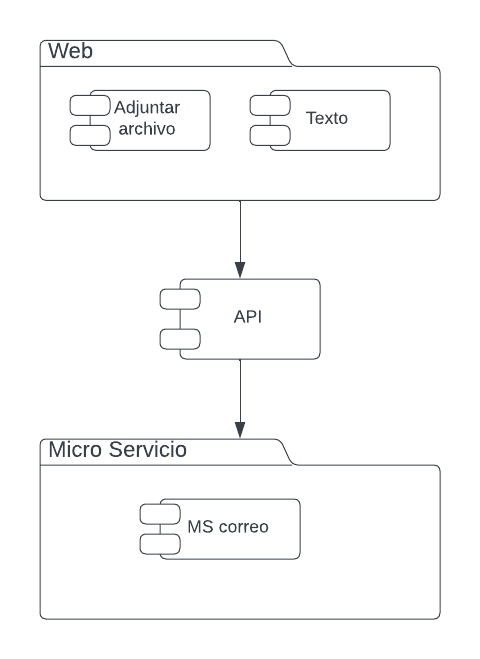 Web
Adjuntar
archivo
Texto
API
Micro Servicio
MS correo